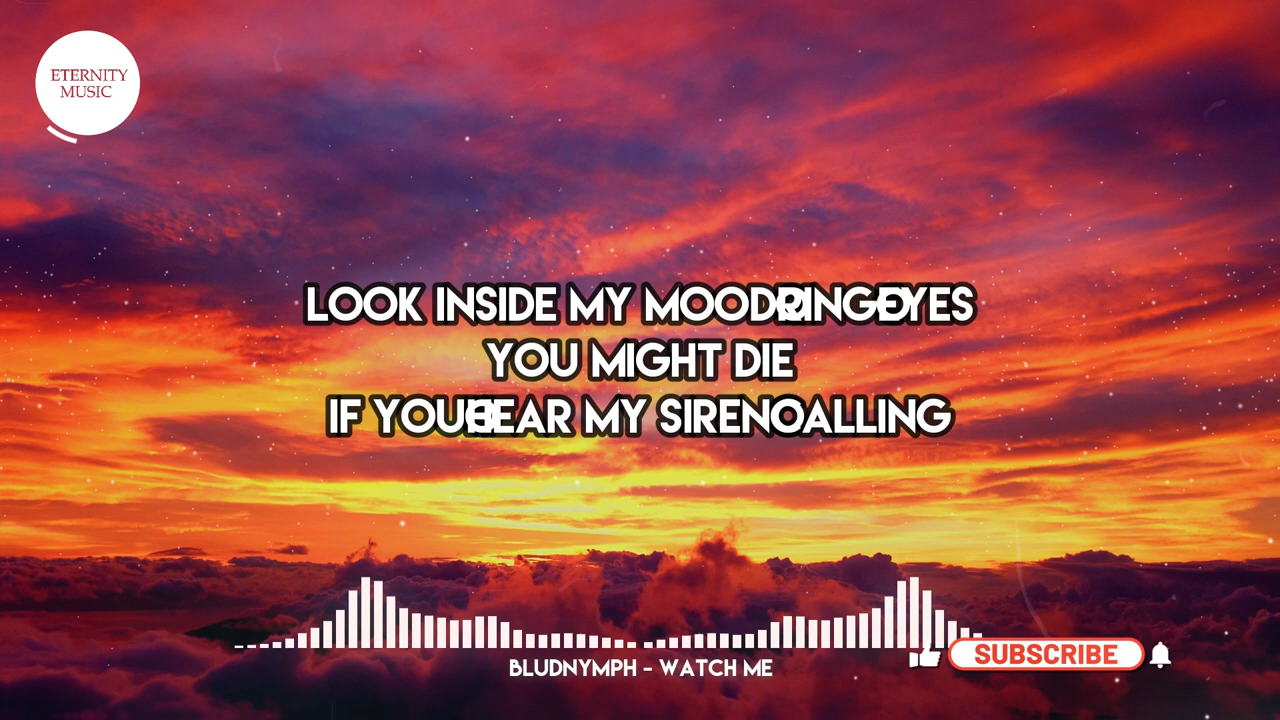 ETERNITY
MUSIC
LOOK INSIDE MY MOOD RING EYES
YOU MIGHT DIE
IF YOU HEAR MY SIREN CALLING
BLUDNYMPH - WATCH ME
SUBSCRIBE